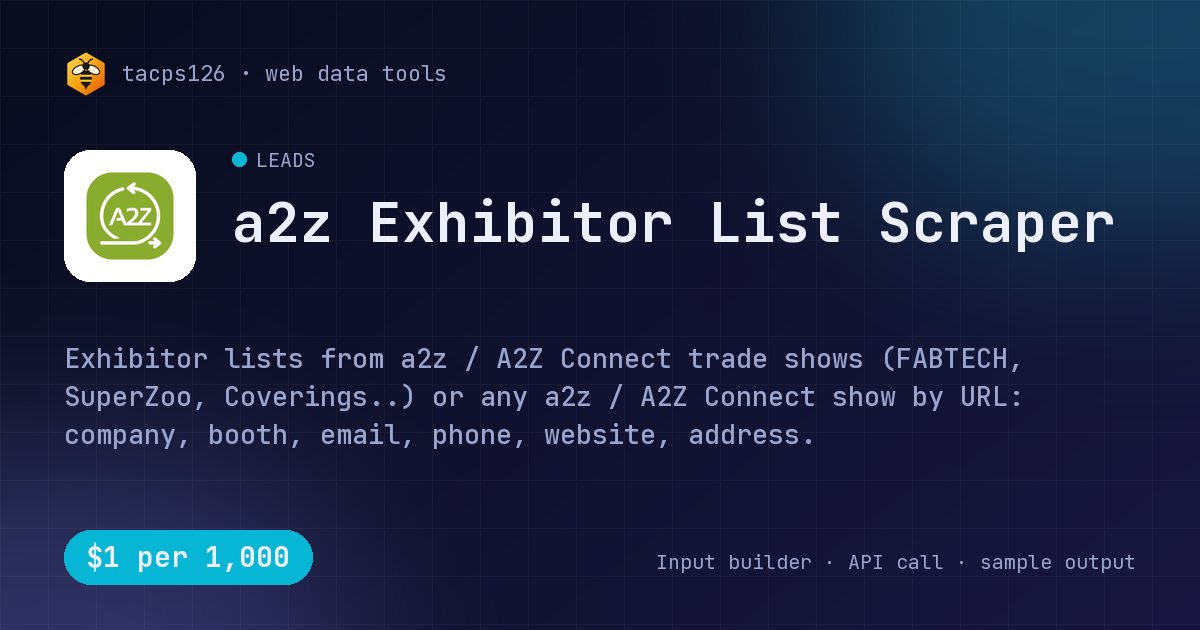 tacps126 · web data tools
LEADS
A2Z
a2z Exhibitor List Scraper
Exhibitor lists from a2z / A2Z Connect trade shows (FABTECH,
SuperZoo, Coverings..) or any a2z / A2Z Connect show by URL:
company, booth, email, phone, website, address.
$1 per 1,000
Input builder · API call · sample output